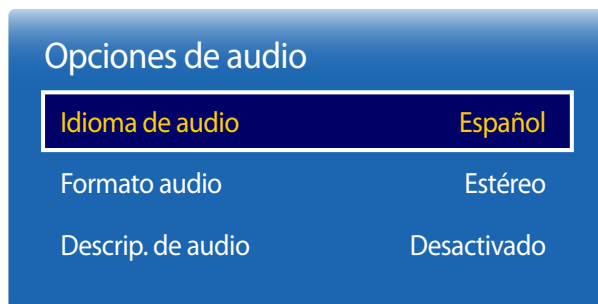 Opciones de audio
Idioma de audio Español
Formato audio Estéreo
Descrip. de audio Desactivado